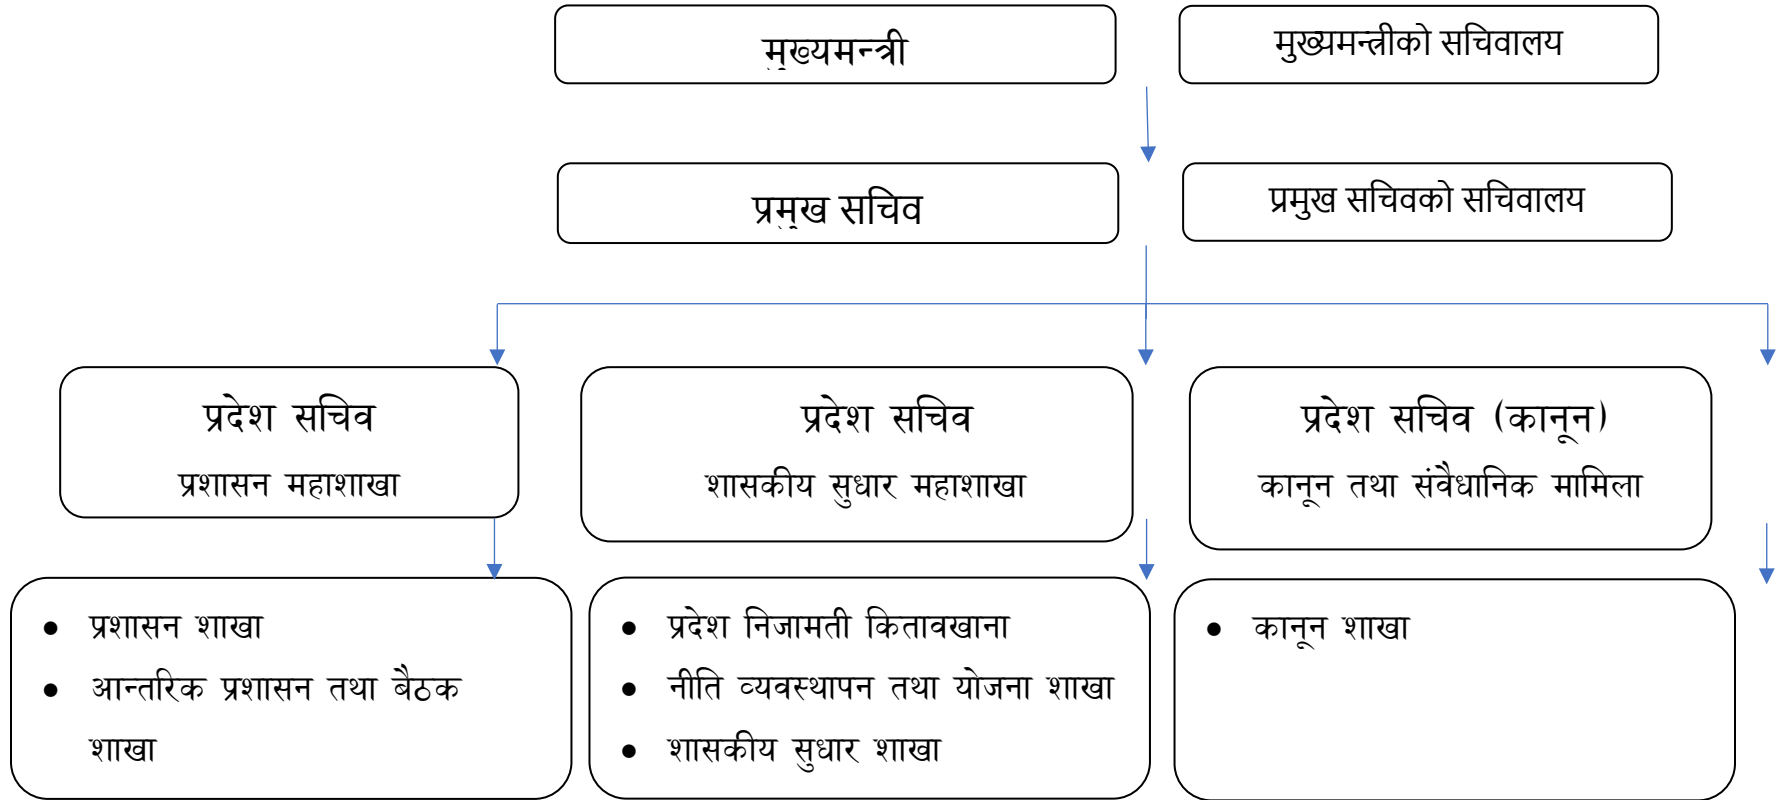 मुख्यमन्त्री
मुख्यमन्त्रीको सचिवालय
प्रमुख सचिव
प्रमुख सचिवको सचिवालय
प्रदेश सचिव
प्रशासन महाशाखा
प्रदेश सचिव
शासकीय सुधार महाशाखा
प्रदेश सचिव (कानून)
कानून तथा संवैधानिक मामिला
• प्रशासन शाखा
• आन्तरिक प्रशासन तथा बैठक
शाखा
• प्रदेश निजामती कितावखाना
• नीति व्यवस्थापन तथा योजना शाखा
• शासकीय सुधार शाखा
• कानून शाखा